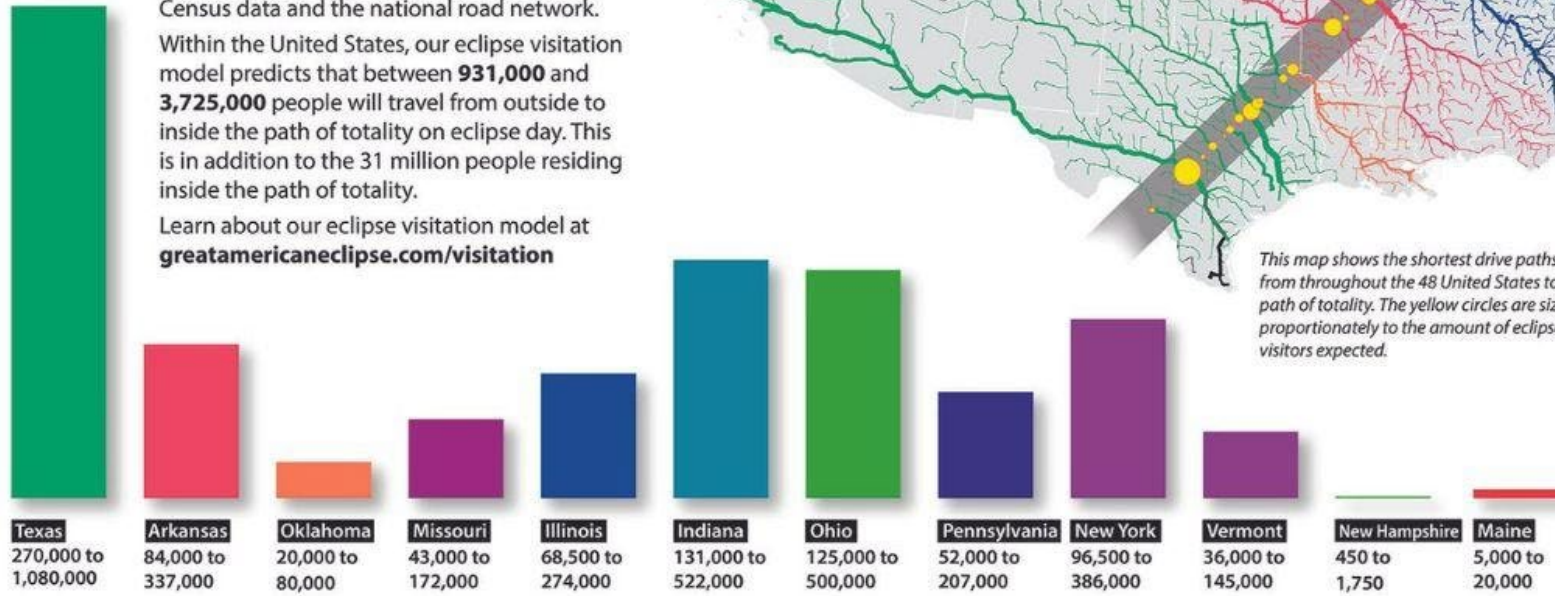 Census data and the national road network.
Within the United States, our eclipse visitation
model predicts that between 931,000 and
3,725,000 people will travel from outside to
inside the path of totality on eclipse day. This
is in addition to the 31 million people residing
inside the path of totality.
Learn about our eclipse visitation model at
greatamericaneclipse.com/visitation
This map shows the shortest drive paths
from throughout the 48 United States to
path of totality. The yellow circles are
proportionately to the amount of
visitors expected.
Texas
270,000 to
1,080,000
Arkansas
84,000 to
337,000
Oklahoma
20,000 to
80,000
Missouri
43,000 to
172,000
Illinois
68,500 to
274,000
Indiana
131,000 to
522,000
Ohio
125,000 to
500,000
Pennsylvania
52,000 to
207,000
New York
96,500 to
386,000
Vermont
36,000 to
145,000
New Hampshire
450 to
1,750
Maine
5,000 to
20,000